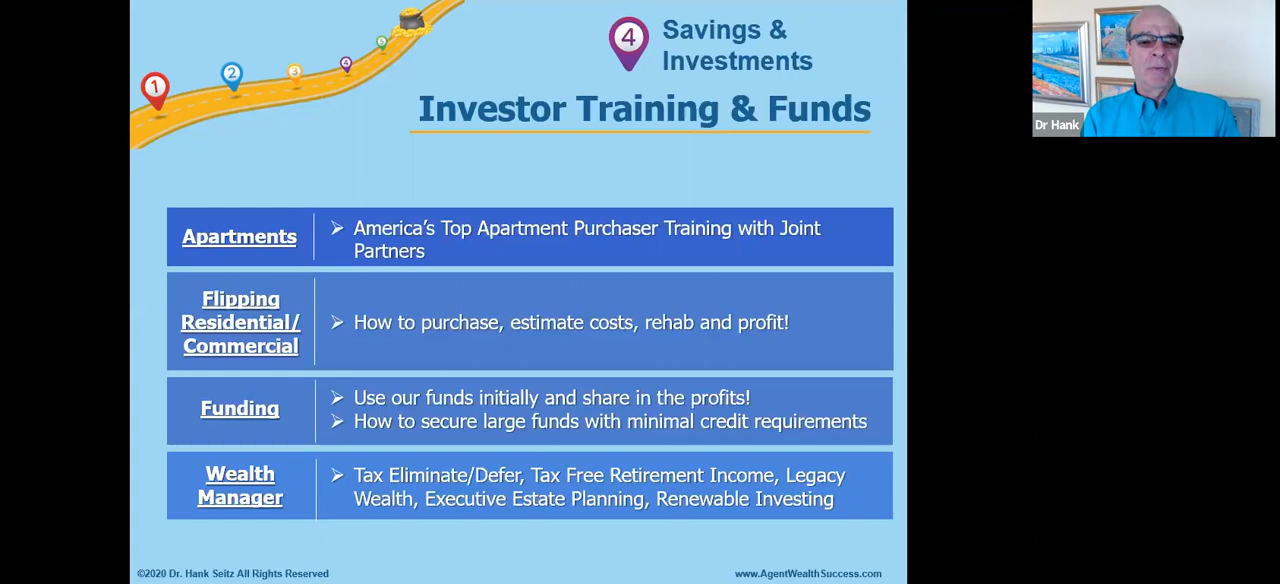 1
2
3
4
5
4
Savings &
Investments
Investor Training & Funds
Dr Hank
Apartments
➢ America's Top Apartment Purchaser Training with Joint
Partners
Flipping
Residential/
Commercial
➢ How to purchase, estimate costs, rehab and profit!
Funding
➢ Use our funds initially and share in the profits!
➢ How to secure large funds with minimal credit requirements
Wealth
Manager
➢ Tax Eliminate/Defer, Tax Free Retirement Income, Legacy
Wealth, Executive Estate Planning, Renewable Investing
©2020 Dr. Hank Seitz All Rights Reserved
www.AgentWealthSuccess.com